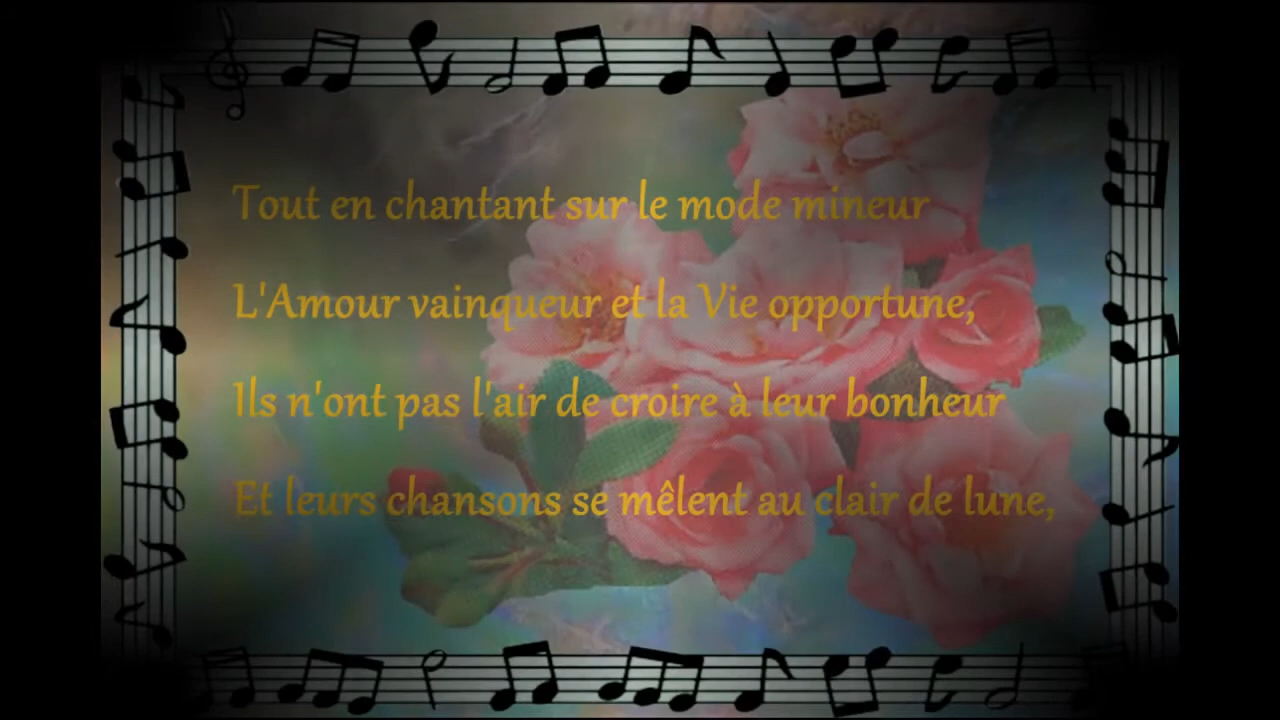 Tout en chantant sur le mode mineur
L'Amour vainqueur et la Vie opportune,
Ils n'ont pas l'air de croire à leur bonheur
Et leurs chansons se mêlent au clair de lune,